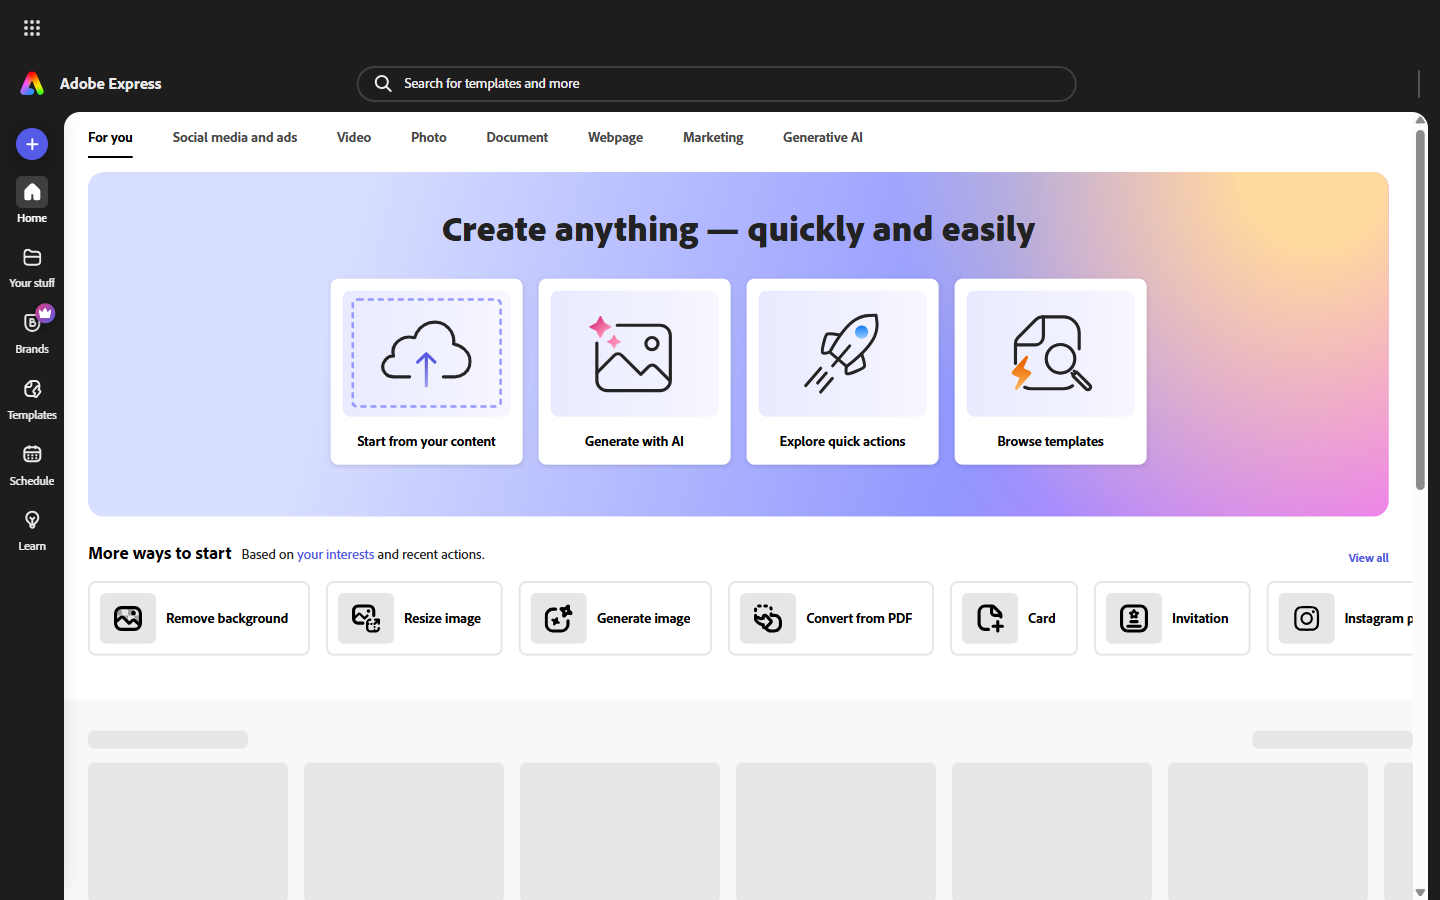 Adobe Express
Search for templates and more
For you
Social media and ads
Video
Photo
Document
Webpage
Marketing
Generative AI
Home
Your stuff
Brands
Templates
Schedule
Learn
Create anything — quickly and easily
Start from your content
Generate with AI
Explore quick actions
Browse templates
More ways to start
Based on your interests and recent actions.
View all
Remove background
Resize image
Generate image
Convert from PDF
Card
Invitation
Instagram p